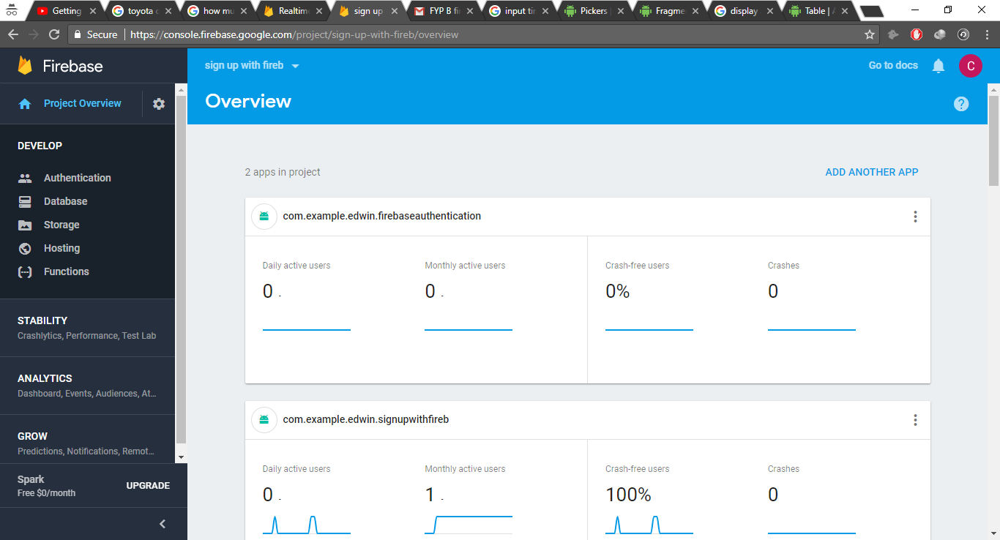 Getting
toyota c
how mu
Realtime
sign up
FYP B fi
input tir
Pickers
Fragme
display
Table | A
Secure
https://console.firebase.google.com/project/sign-up-with-fireb/overview
Firebase
sign up with fireb
Go to docs
C
Project Overview
Overview
?
DEVELOP
Authentication
Database
Storage
Hosting
Functions
STABILITY
Crashlytics, Performance, Test Lab
ANALYTICS
Dashboard, Events, Audiences, At...
GROW
Predictions, Notifications, Remot...
Spark
Free $0/month
UPGRADE
2 apps in project
ADD ANOTHER APP
com.example.edwin.firebaseauthentication
Daily active users
Monthly active users
Crash-free users
Crashes
0 -
0 -
0%
0
com.example.edwin.signupwithfireb
Daily active users
Monthly active users
Crash-free users
Crashes
0 -
1 -
100%
0